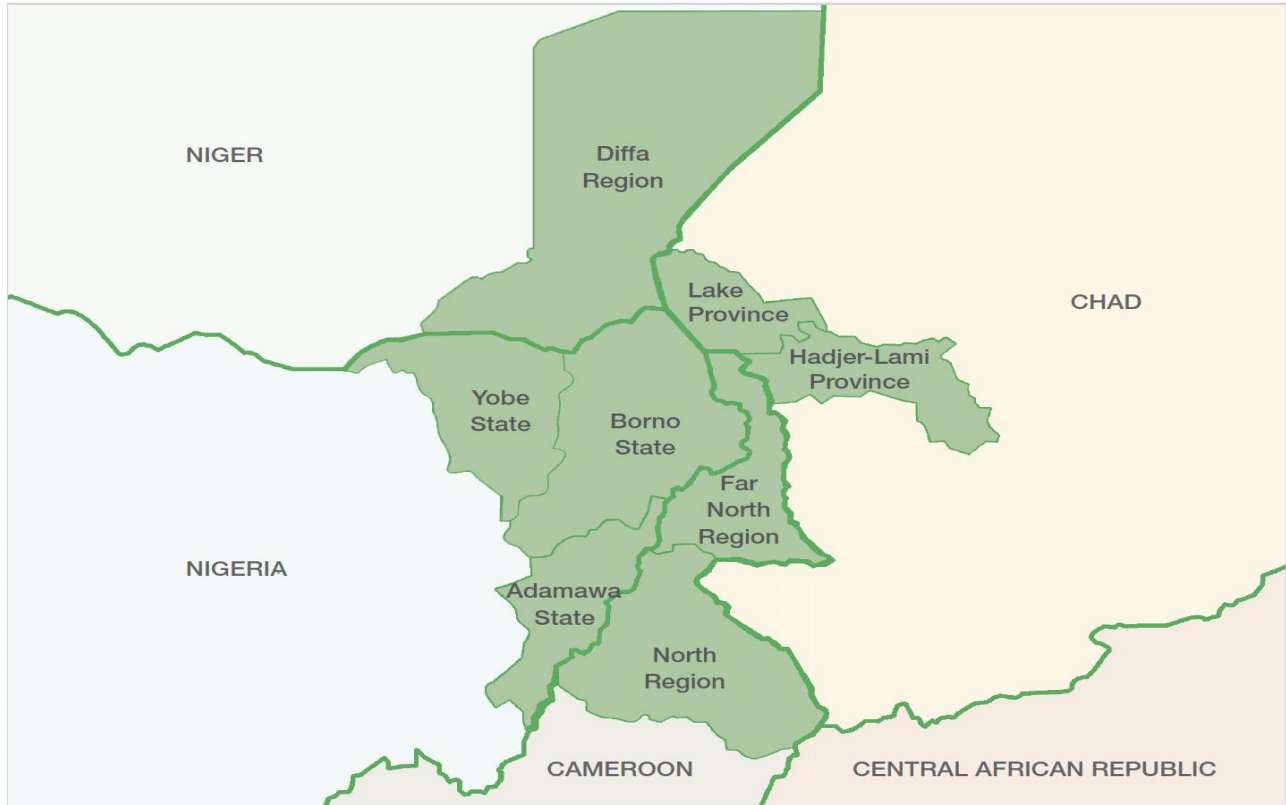 NIGER
Diffa
Region
Lake
Province
CHAD
Hadjer-Lami
Province
Yobe
State
Borno
State
Far
North
Region
NIGERIA
Adamawa
State
North
Region
CAMEROON
CENTRAL AFRICAN REPUBLIC